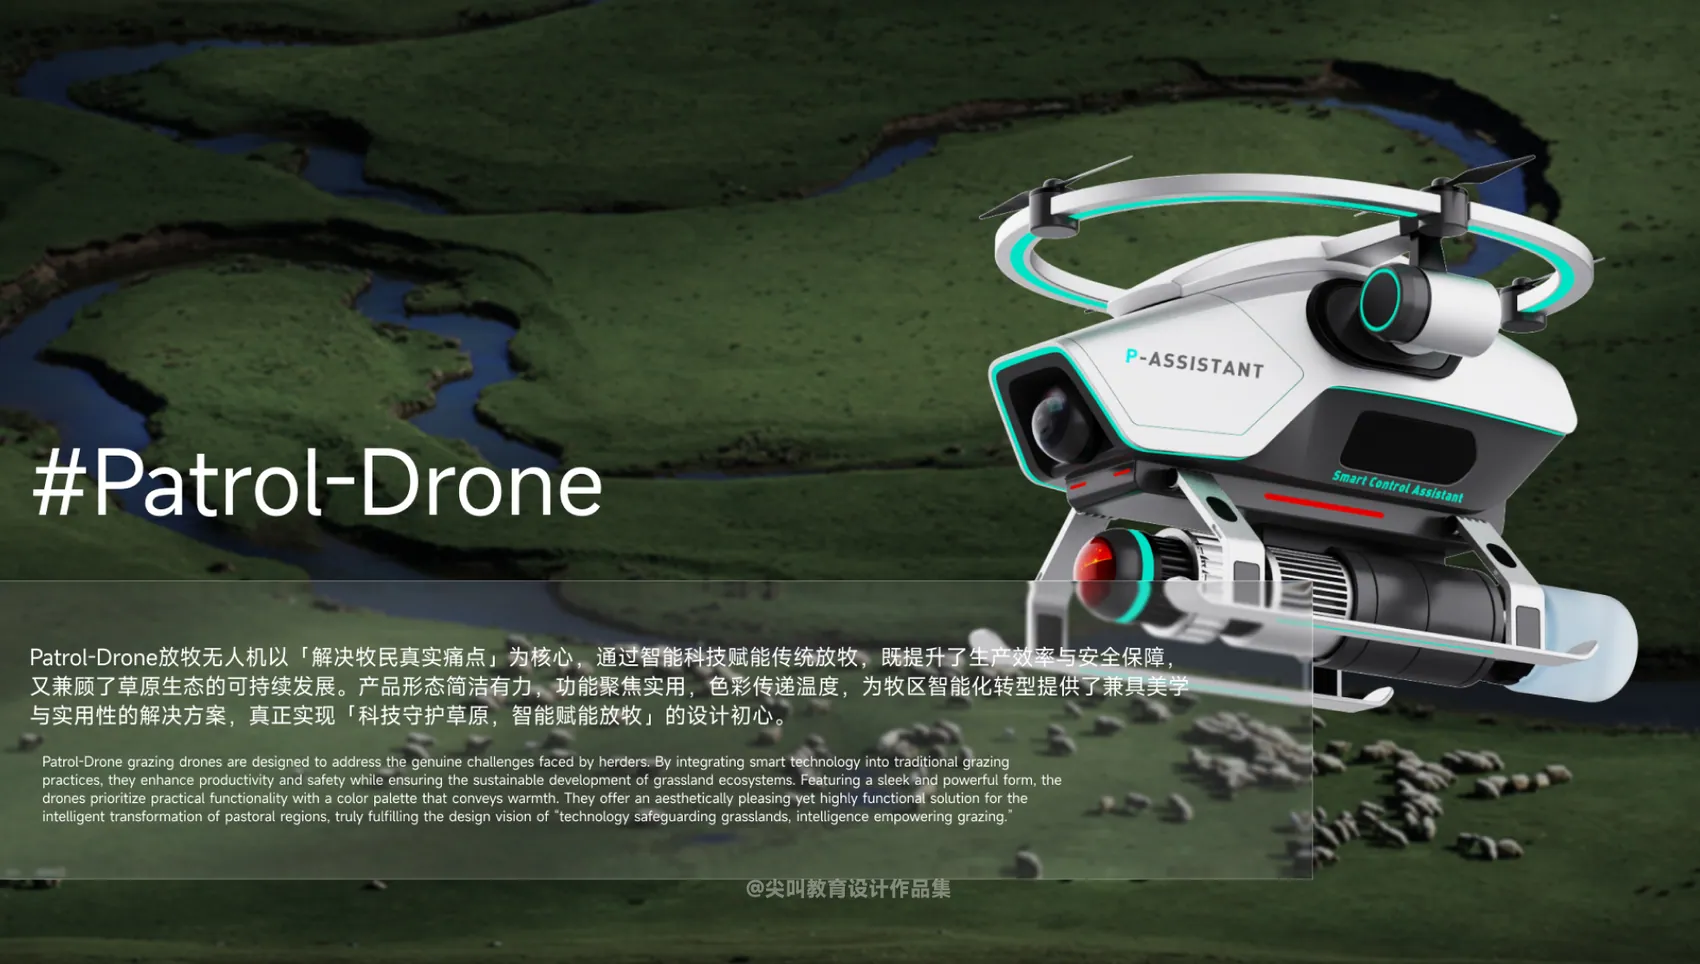 P-ASSISTANT
Smart Control Assistant
#Patrol-Drone
Patrol-Drone放牧无人机以「解决牧民真实痛点」为核心，通过智能科技赋能传统放牧，既提升了生产效率与安全保障，
又兼顾了草原生态的可持续发展。产品形态简洁有力，功能聚焦实用，色彩传递温度，为牧区智能化转型提供了兼具美学
与实用性的解决方案，真正实现「科技守护草原，智能赋能放牧」的设计初心。
Patrol-Drone grazing drones are designed to address the genuine challenges faced by herders. By integrating smart technology into traditional grazing
practices, they enhance productivity and safety while ensuring the sustainable development of grassland ecosystems. Featuring a sleek and powerful form, the
drones prioritize practical functionality with a color palette that conveys warmth. They offer an aesthetically pleasing yet highly functional solution for the
intelligent transformation of pastoral regions, truly fulfilling the design vision of "technology safeguarding grasslands, intelligence empowering grazing."
@尖叫教育设计作品集